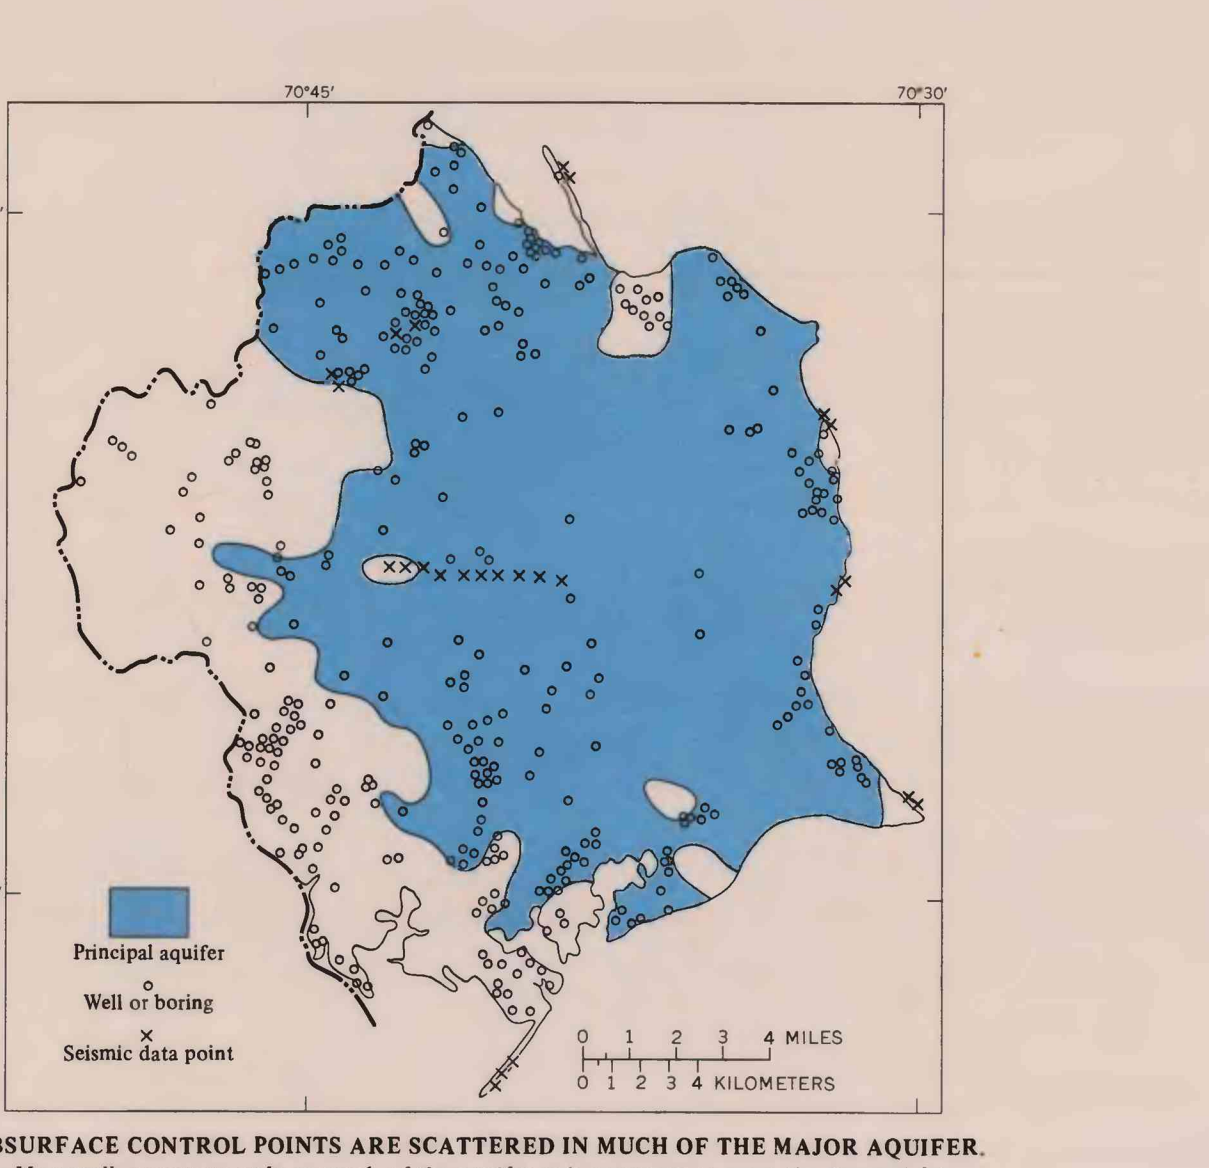 70°45′
70°30′
Principal aquifer
Well or boring
Seismic data point
0 1 2 3 4 MILES
0 1 2 3 4 KILOMETERS
SURFACE CONTROL POINTS ARE SCATTERED IN MUCH OF THE MAJOR AQUIFER.